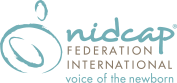 nidcap®
FEDERATION
INTERNATIONAL
voice of the newborn